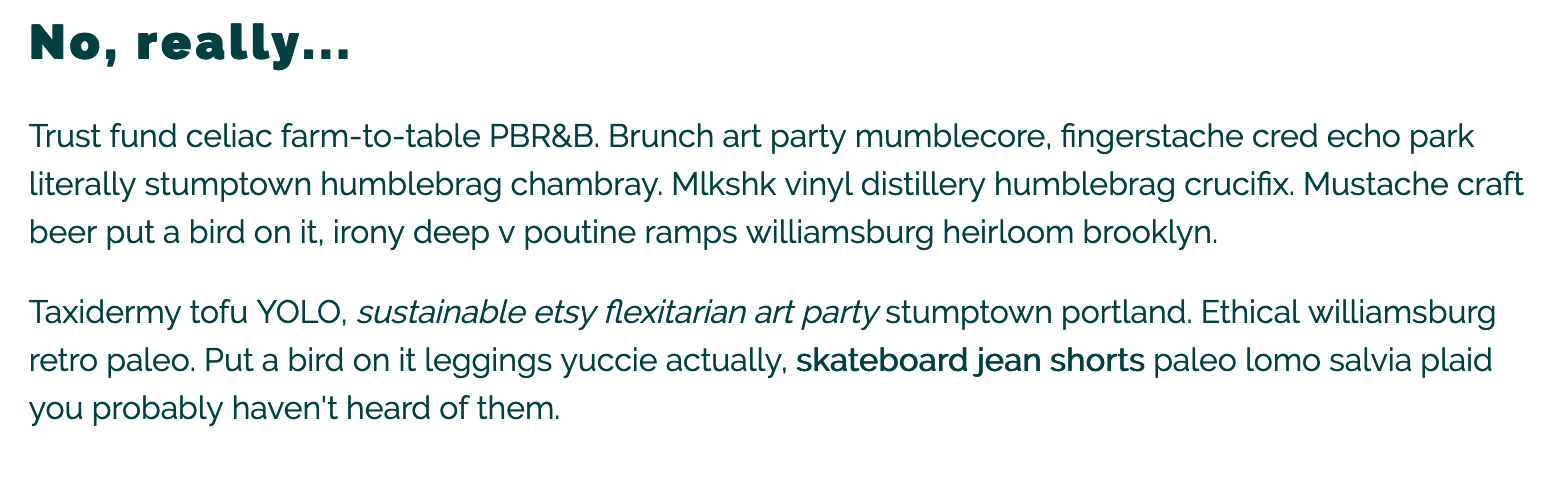 No, really...
Trust fund celiac farm-to-table PBR&B. Brunch art party mumblecore, fingerstache cred echo park
literally stumptown humblebrag chambray. Mlkshk vinyl distillery humblebrag crucifix. Mustache craft
beer put a bird on it, irony deep v poutine ramps williamsburg heirloom brooklyn.
Taxidermy tofu YOLO, sustainable etsy flexitarian art party stumptown portland. Ethical williamsburg
retro paleo. Put a bird on it leggings yuccie actually, skateboard jean shorts paleo lomo salvia plaid
you probably haven't heard of them.